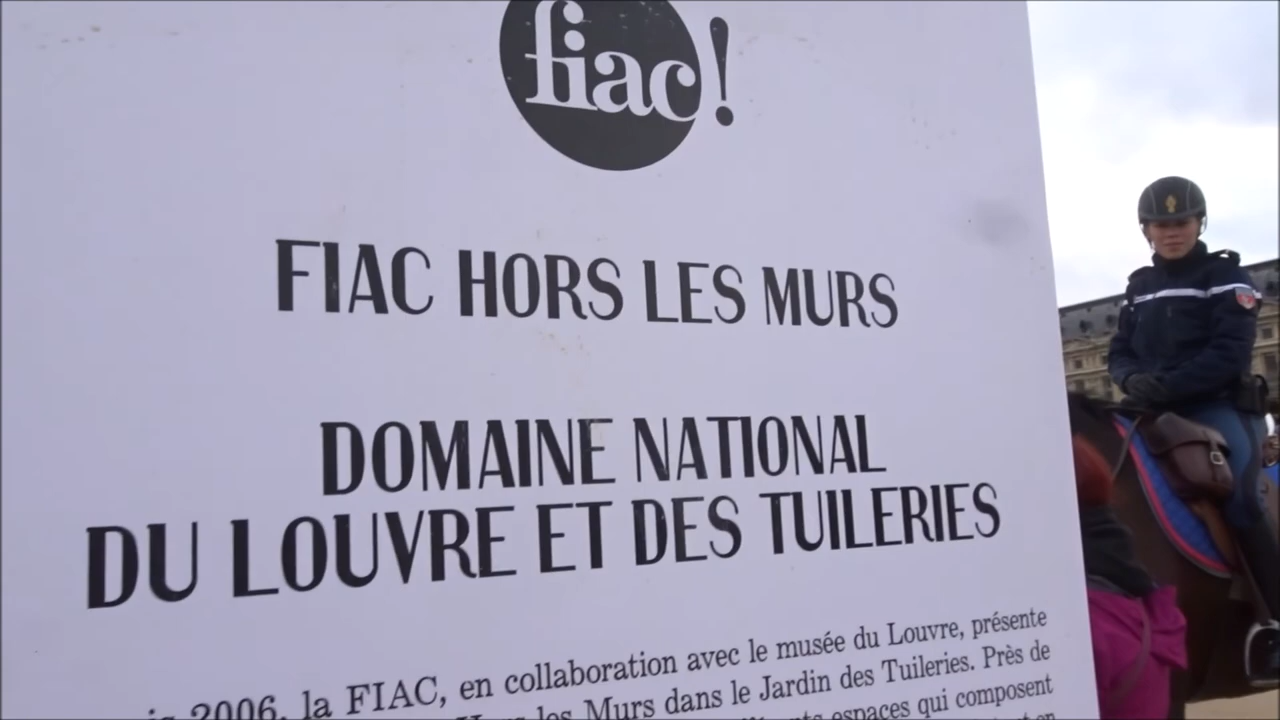 fiac!
FIAC HORS LES MURS
DOMAINE NATIONAL
DU LOUVRE ET DES TUILERIES
2006, la FIAC, en collaboration avec le musée du Louvre, présente
les Murs dans le Jardin des Tuileries. Près de
espaces qui composent